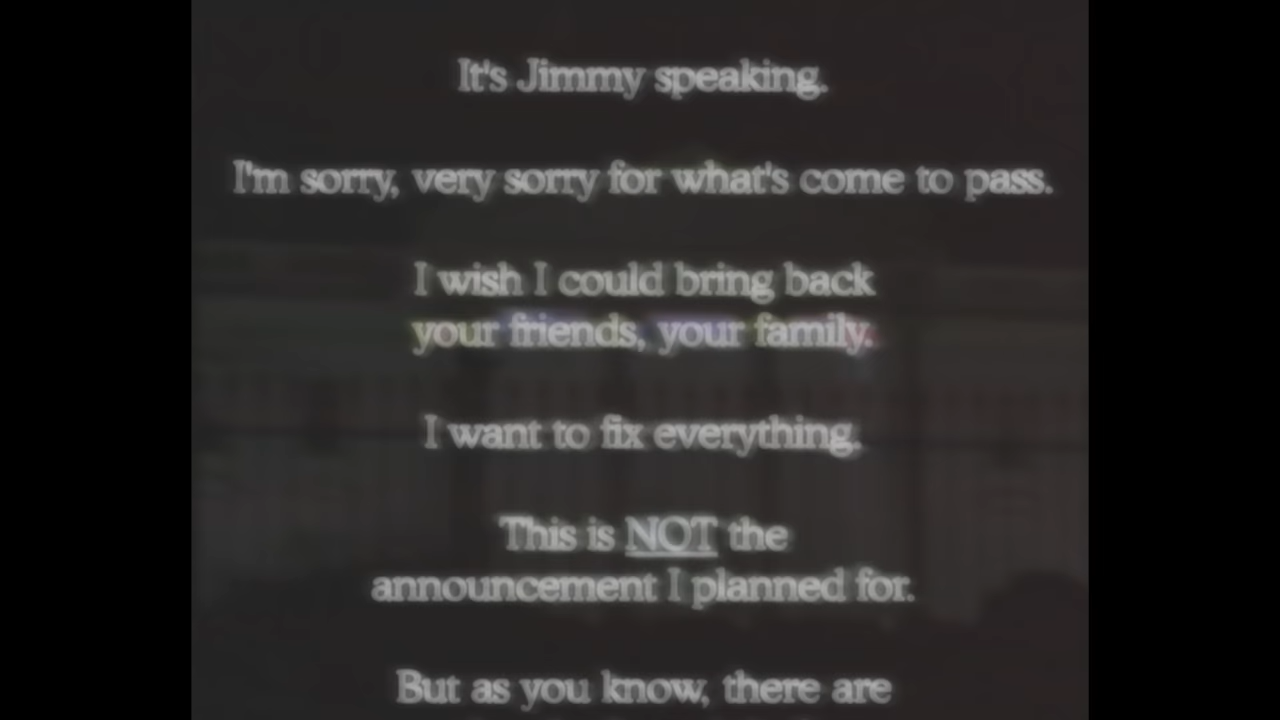 It's Jimmy speaking.
I'm sorry, very sorry for what's come to pass.
I wish I could bring back
your friends, your family.
I want to fix everything.
This is NOT the
announcement I planned for.
But as you know, there are